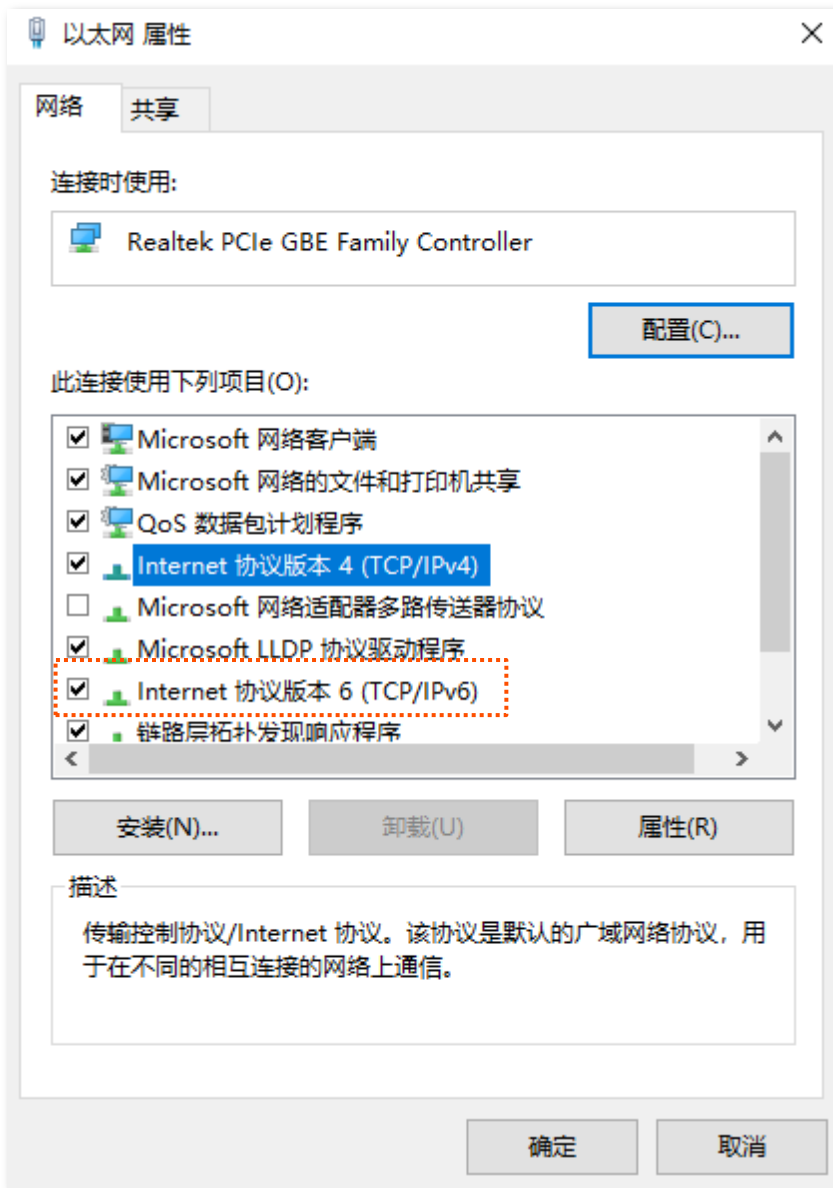 以太网 属性
网络
共享
连接时使用:
Realtek PCIe GBE Family Controller
配置(C)...
此连接使用下列项目(O):
Microsoft 网络客户端
Microsoft 网络的文件和打印机共享
QoS 数据包计划程序
Internet 协议版本 4 (TCP/IPv4)
Microsoft 网络适配器多路传送器协议
Microsoft LLDP 协议驱动程序
Internet 协议版本 6 (TCP/IPv6)
链路层拓扑发现响应程序
安装(N)...
卸载(U)
属性(R)
描述
传输控制协议/Internet 协议。该协议是默认的广域网络协议，用
于在不同的相互连接的网络上通信。
确定
取消